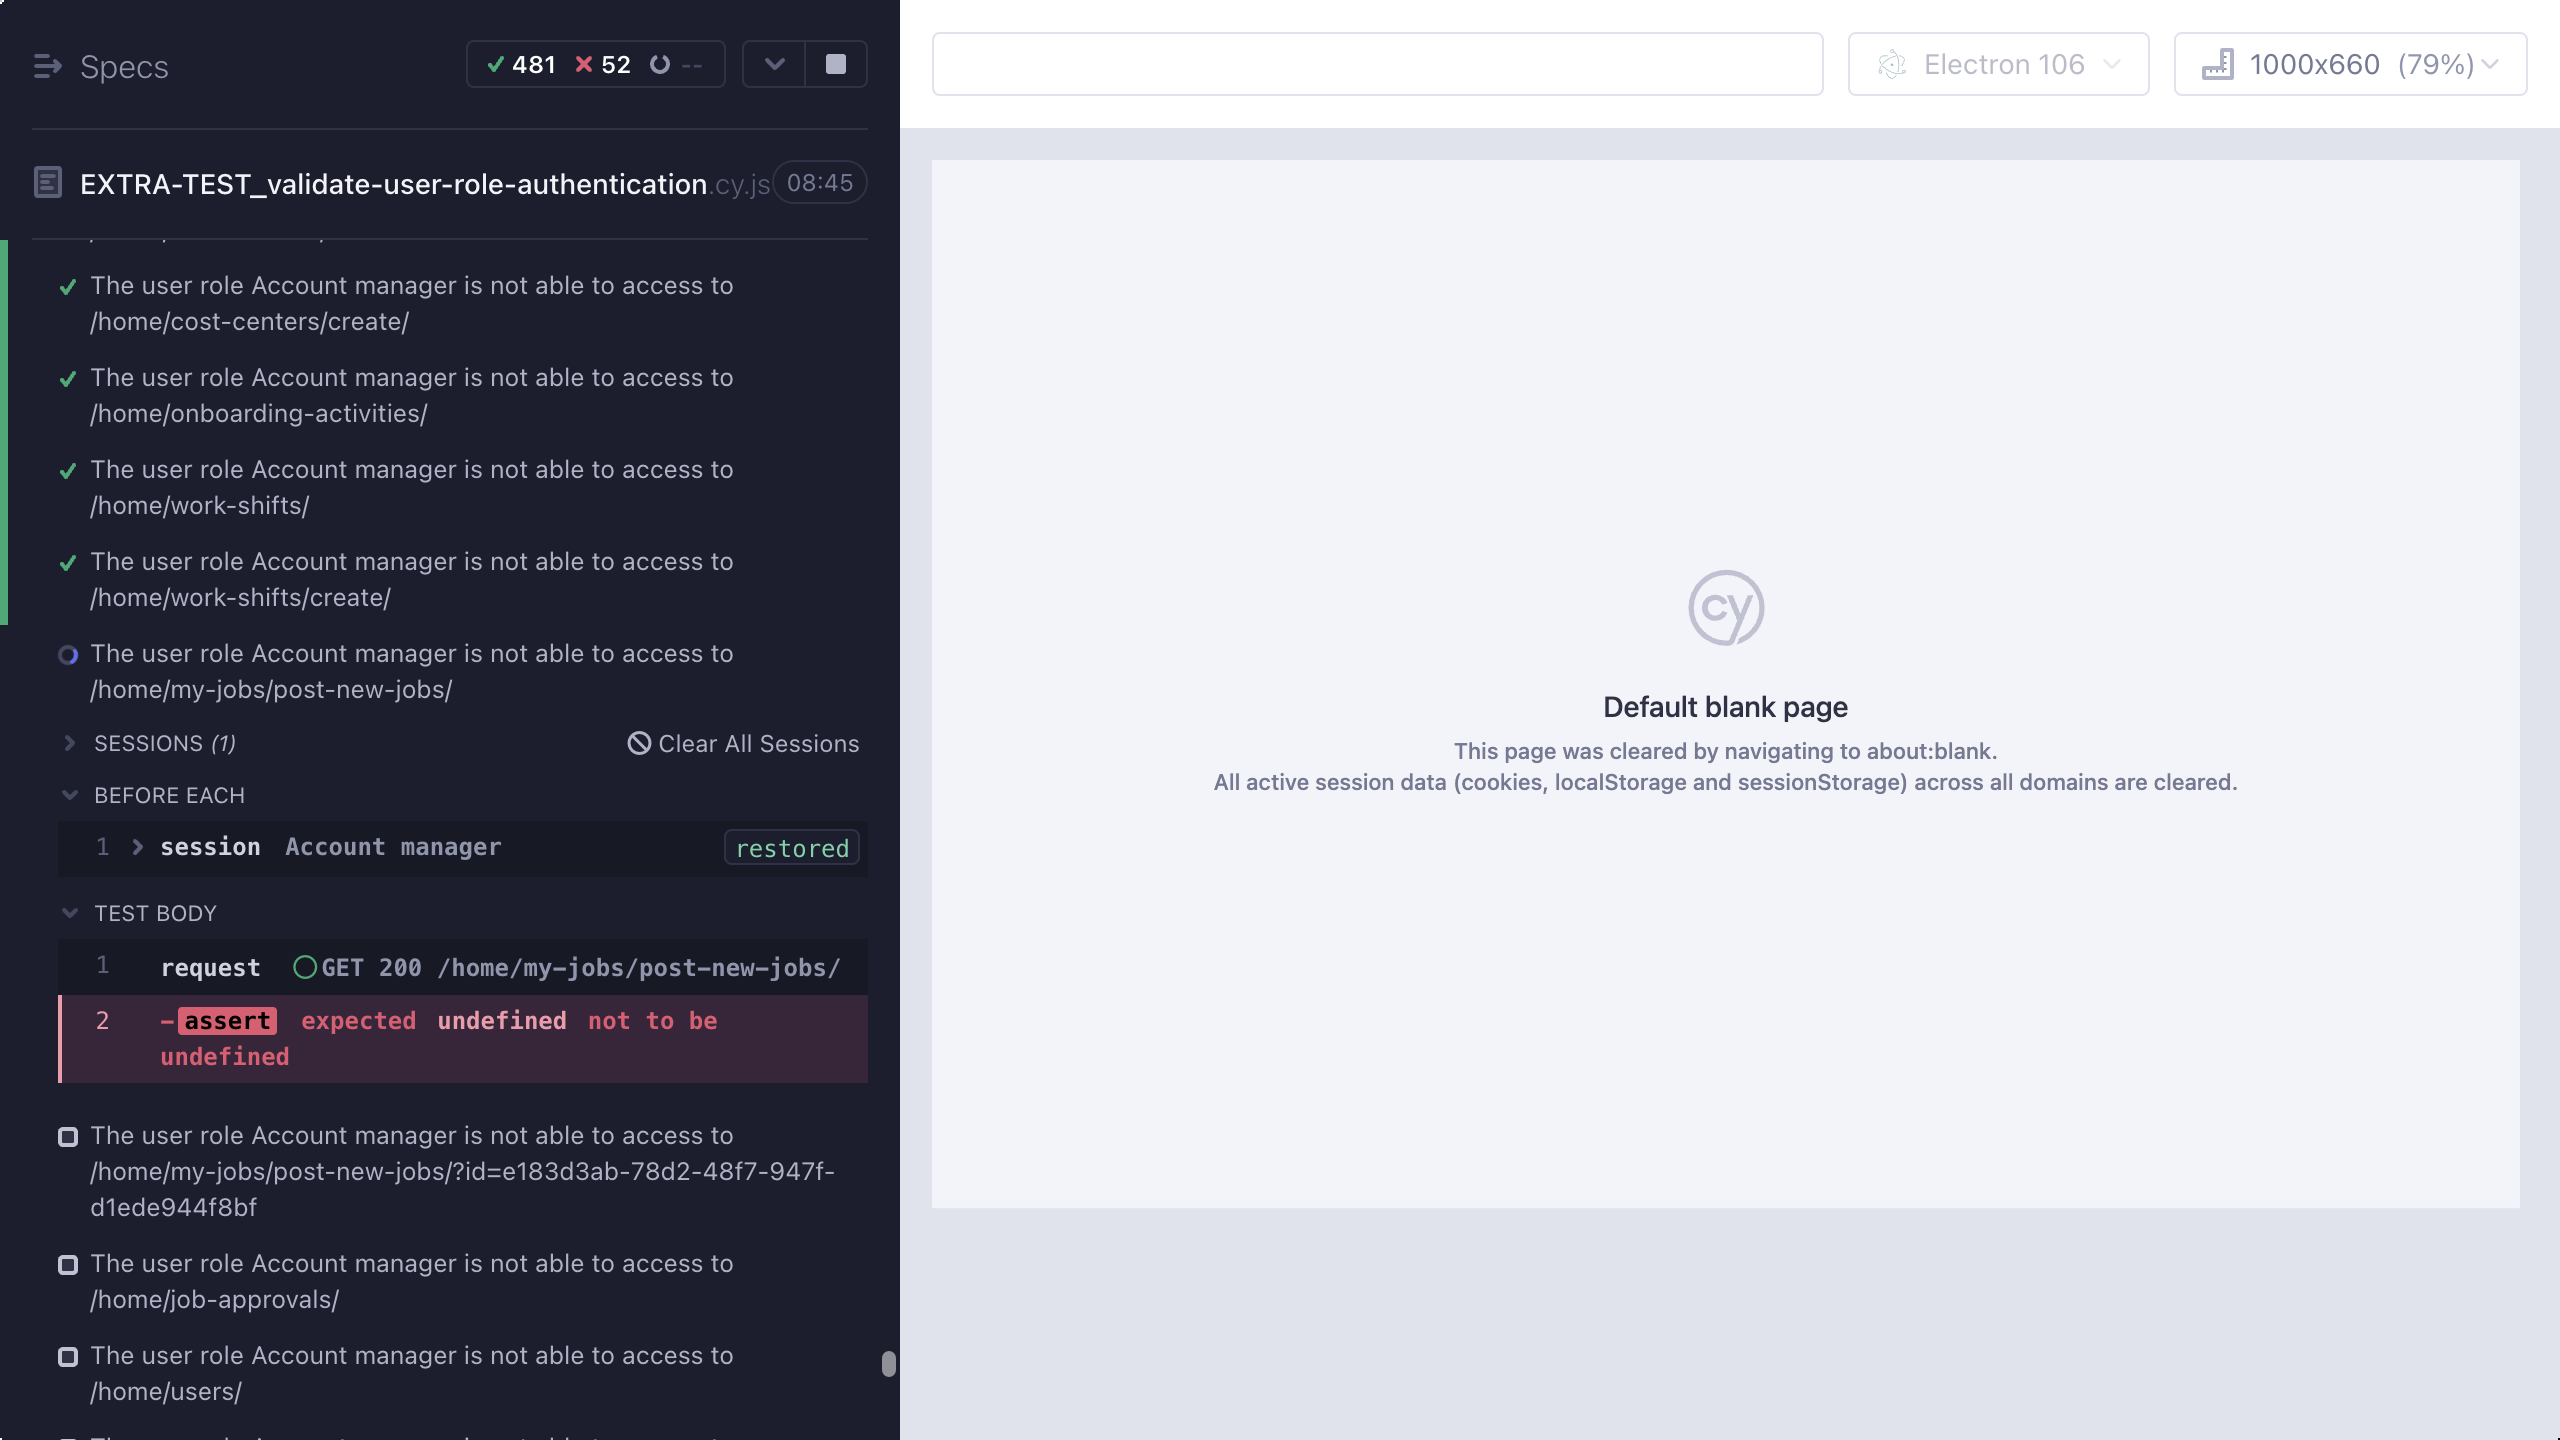 Specs
481 52 --
EXTRA-TEST_validate-user-role-authentication.cy.js 08:45
The user role Account manager is not able to access to
/home/cost-centers/create/
The user role Account manager is not able to access to
/home/onboarding-activities/
The user role Account manager is not able to access to
/home/work-shifts/
The user role Account manager is not able to access to
/home/work-shifts/create/
The user role Account manager is not able to access to
/home/my-jobs/post-new-jobs/
SESSIONS (1) Clear All Sessions
BEFORE EACH
1 session Account manager restored
TEST BODY
1 request GET 200 /home/my-jobs/post-new-jobs/
2 -assert expected undefined not to be
undefined
The user role Account manager is not able to access to
/home/my-jobs/post-new-jobs/?id=e183d3ab-78d2-48f7-947f-
d1ede944f8bf
The user role Account manager is not able to access to
/home/job-approvals/
The user role Account manager is not able to access to
/home/users/
Electron 106
1000x660 (79%)
cy
Default blank page
This page was cleared by navigating to about:blank.
All active session data (cookies, localStorage and sessionStorage) across all domains are cleared.